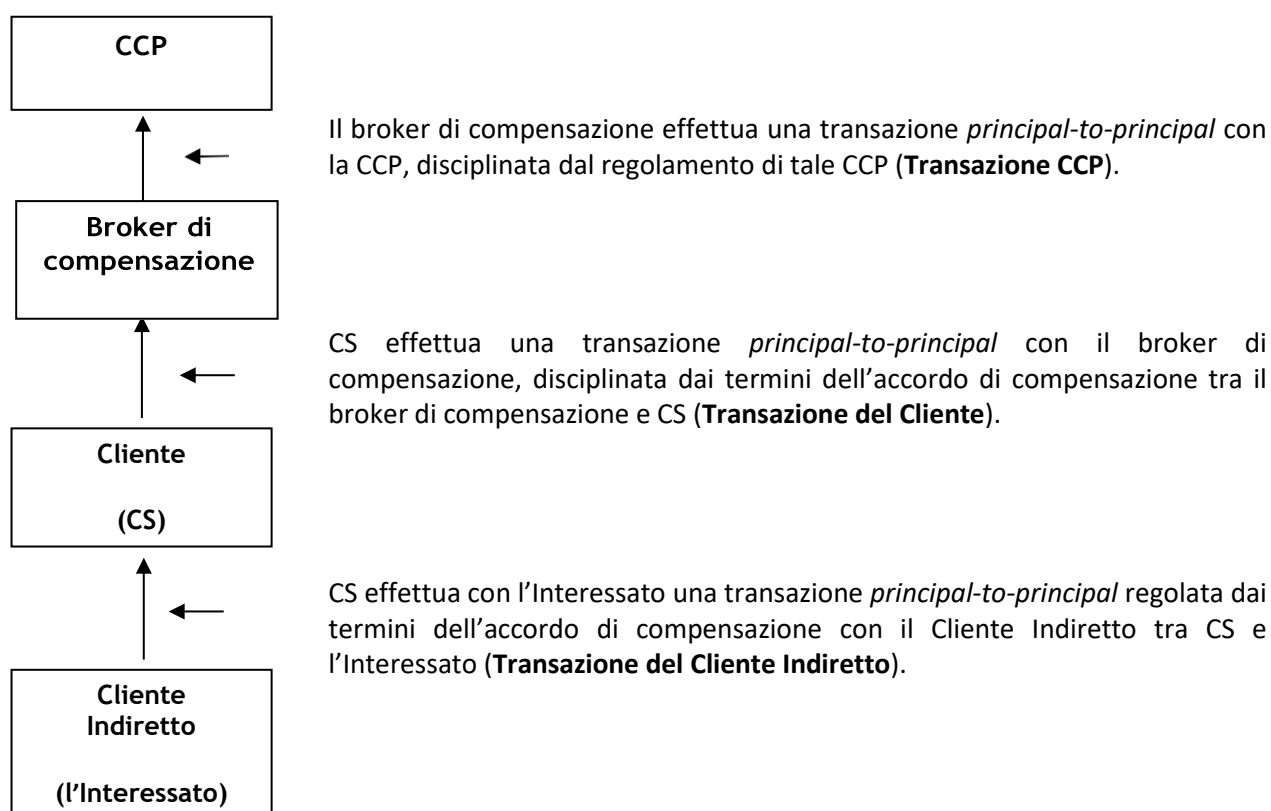 CCP
Il broker di compensazione effettua una transazione principal-to-principal con
la CCP, disciplinata dal regolamento di tale CCP (Transazione CCP).
Broker di
compensazione
CS effettua una transazione principal-to-principal con il broker di
compensazione, disciplinata dai termini dell’accordo di compensazione tra il
broker di compensazione e CS (Transazione del Cliente).
Cliente
(CS)
CS effettua con l’Interessato una transazione principal-to-principal regolata dai
termini dell’accordo di compensazione con il Cliente Indiretto tra CS e
l’Interessato (Transazione del Cliente Indiretto).
Cliente
Indiretto
(l’Interessato)